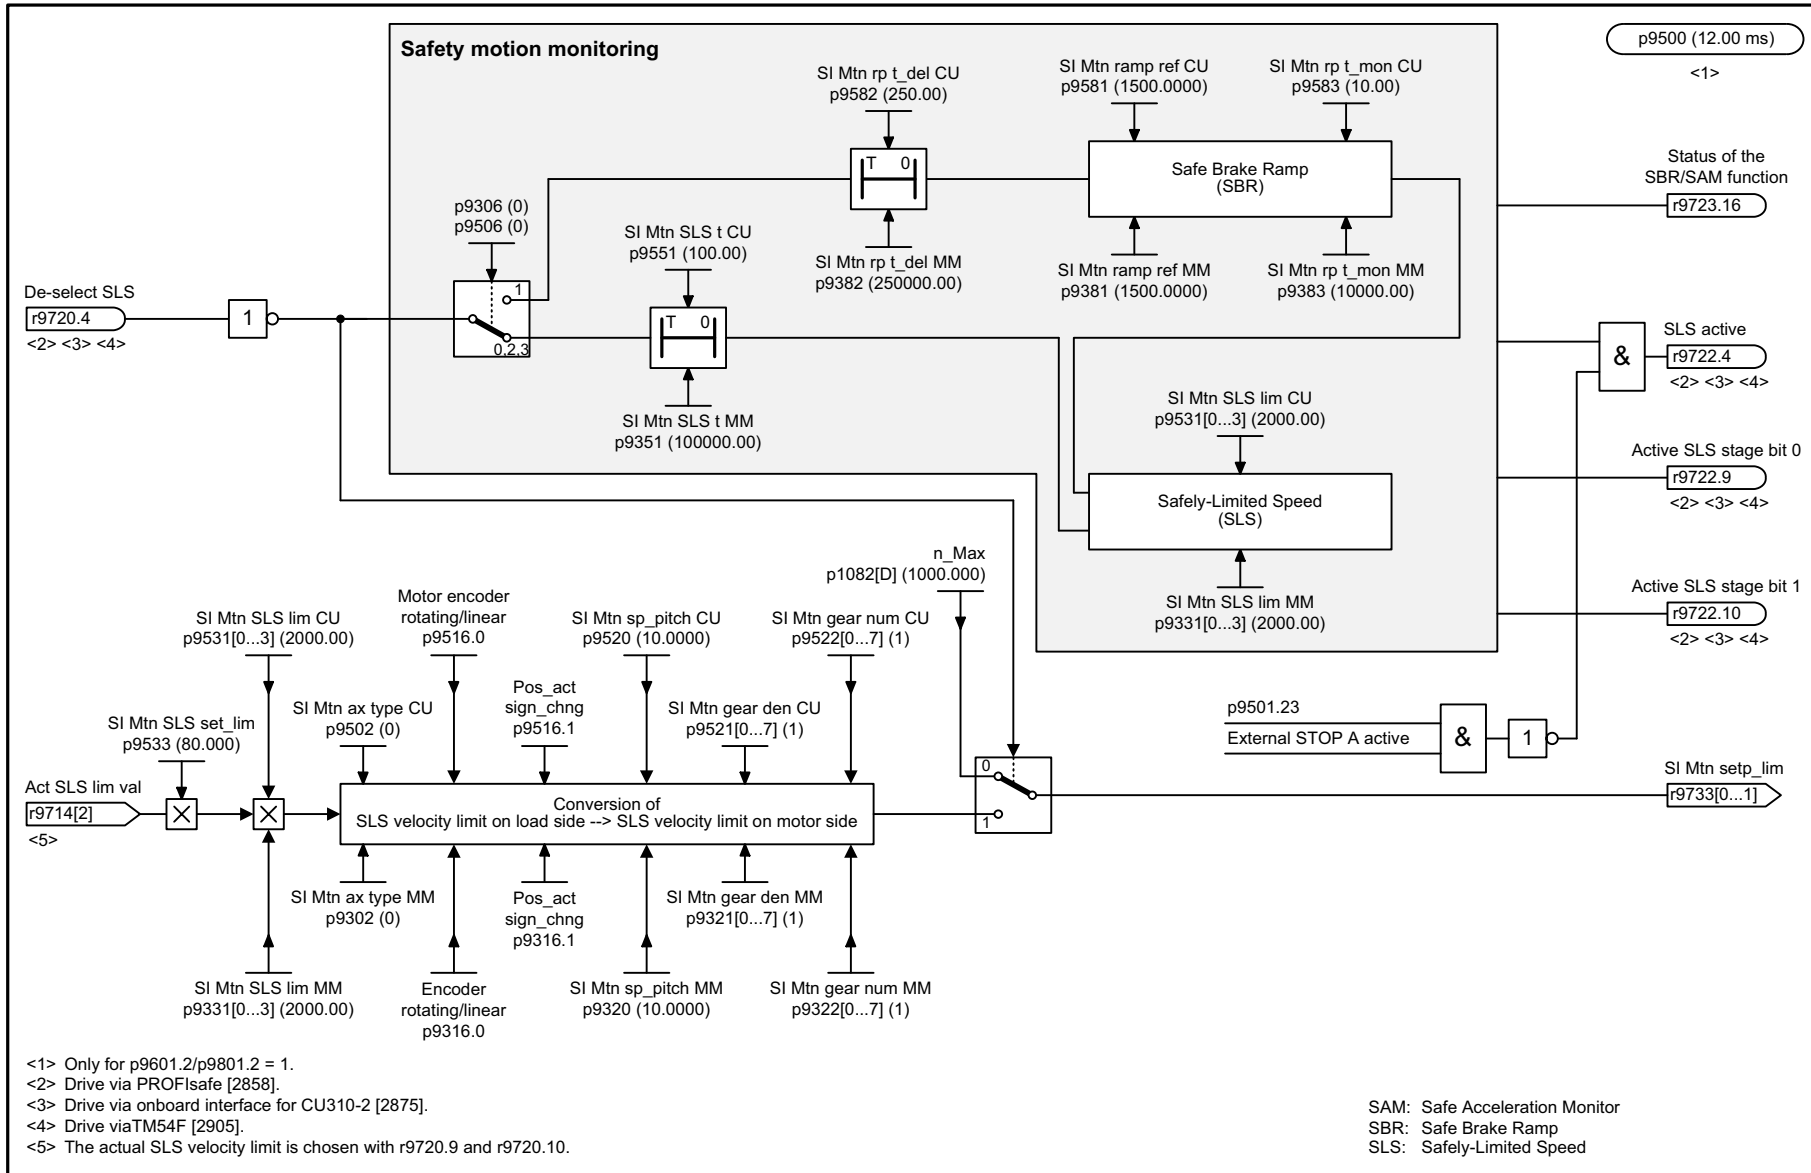 Safety motion monitoring
p9500 (12.00 ms)
<1>
SI Mtn rp t_del CU
p9582 (250.00)
SI Mtn ramp ref CU
p9581 (1500.0000)
SI Mtn rp t_mon CU
p9583 (10.00)
T 0
Safe Brake Ramp
(SBR)
Status of the
SBR/SAM function
r9723.16
p9306 (0)
p9506 (0)
SI Mtn SLS t CU
p9551 (100.00)
SI Mtn rp t_del MM
p9382 (250000.00)
SI Mtn ramp ref MM
p9381 (1500.0000)
SI Mtn rp t_mon MM
p9383 (10000.00)
De-select SLS
r9720.4
<2> <3> <4>
1
1
0,2,3
T 0
SI Mtn SLS t MM
p9351 (100000.00)
&
SLS active
r9722.4
<2> <3> <4>
SI Mtn SLS lim CU
p9531[0...3] (2000.00)
Safely-Limited Speed
(SLS)
SI Mtn SLS lim MM
p9331[0...3] (2000.00)
Active SLS stage bit 0
r9722.9
<2> <3> <4>
Active SLS stage bit 1
r9722.10
<2> <3> <4>
n_Max
p1082[D] (1000.000)
SI Mtn SLS lim CU
p9531[0...3] (2000.00)
Motor encoder
rotating/linear
p9516.0
SI Mtn sp_pitch CU
p9520 (10.0000)
SI Mtn gear num CU
p9522[0...7] (1)
SI Mtn SLS set_lim
p9533 (80.000)
SI Mtn ax type CU
p9502 (0)
Pos_act
sign_chng
p9516.1
SI Mtn gear den CU
p9521[0...7] (1)
p9501.23
External STOP A active
&
1
Act SLS lim val
r9714[2]
<5>
Conversion of
SLS velocity limit on load side --> SLS velocity limit on motor side
0
1
SI Mtn setp_lim
r9733[0...1]
SI Mtn ax type MM
p9302 (0)
Pos_act
sign_chng
p9316.1
SI Mtn gear den MM
p9321[0...7] (1)
SI Mtn SLS lim MM
p9331[0...3] (2000.00)
Encoder
rotating/linear
p9316.0
SI Mtn sp_pitch MM
p9320 (10.0000)
SI Mtn gear num MM
p9322[0...7] (1)
<1> Only for p9601.2/p9801.2 = 1.
<2> Drive via PROFIsafe [2858].
<3> Drive via onboard interface for CU310-2 [2875].
<4> Drive viaTM54F [2905].
<5> The actual SLS velocity limit is chosen with r9720.9 and r9720.10.
SAM: Safe Acceleration Monitor
SBR: Safe Brake Ramp
SLS: Safely-Limited Speed